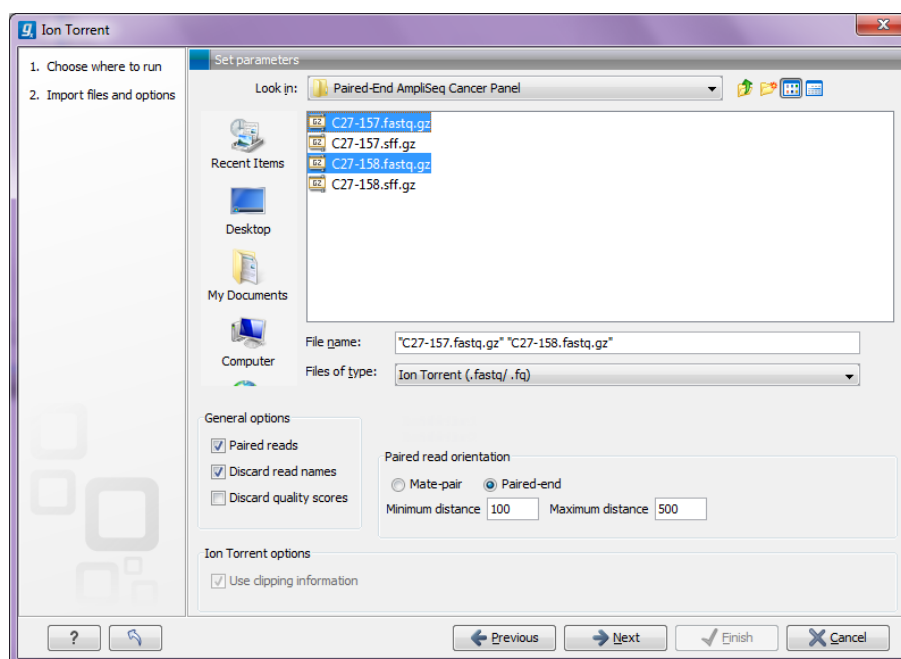 Ion Torrent
1. Choose where to run
2. Import files and options
Set parameters
Look in: Paired-End AmpliSeq Cancer Panel
C27-157.fastq.gz
C27-157.sff.gz
C27-158.fastq.gz
C27-158.sff.gz
Recent Items
Desktop
My Documents
Computer
File name: "C27-157.fastq.gz" "C27-158.fastq.gz"
Files of type: Ion Torrent (.fastq/ .fq)
General options
Paired reads
Discard read names
Discard quality scores
Paired read orientation
Mate-pair Paired-end
Minimum distance 100 Maximum distance 500
Ion Torrent options
Use clipping information
? Previous Next Finish Cancel